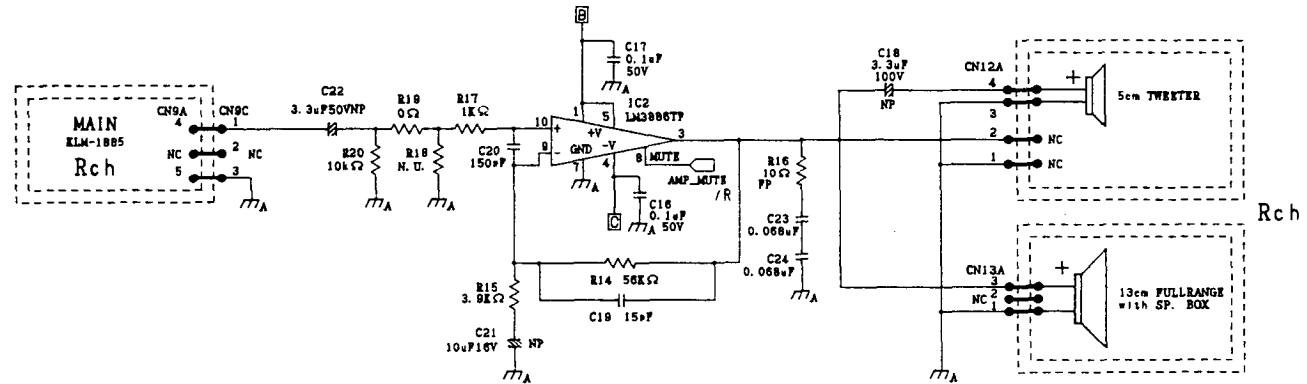 MAIN
KLM-1885
Rch
CN9A
CN9C
4
1
NC
2
NC
5
3
A
C22
3.3uF50VNP
R20
10kΩ
A
R19
0Ω
R18
N.U.
A
R17
1KΩ
C20
150pF
B
C17
0.1uF
50V
A
IC2
LM3886TP
1
5
10
+
9
-
+V
-V
GND
7
4
A
3
MUTE
8
AMP_MUTE
/R
C
C16
0.1uF
50V
A
R14 56KΩ
C19 15pF
R15
3.9KΩ
C21
10uF16V
NP
A
R16
10Ω
FP
C23
0.068uF
C24
0.068uF
A
C18
3.3uF
100V
NP
CN12A
4
3
2
NC
1
NC
+
5cm TWEETER
Rch
CN13A
3
NC 2
1
+
13cm FULLRANGE
with SP. BOX
A